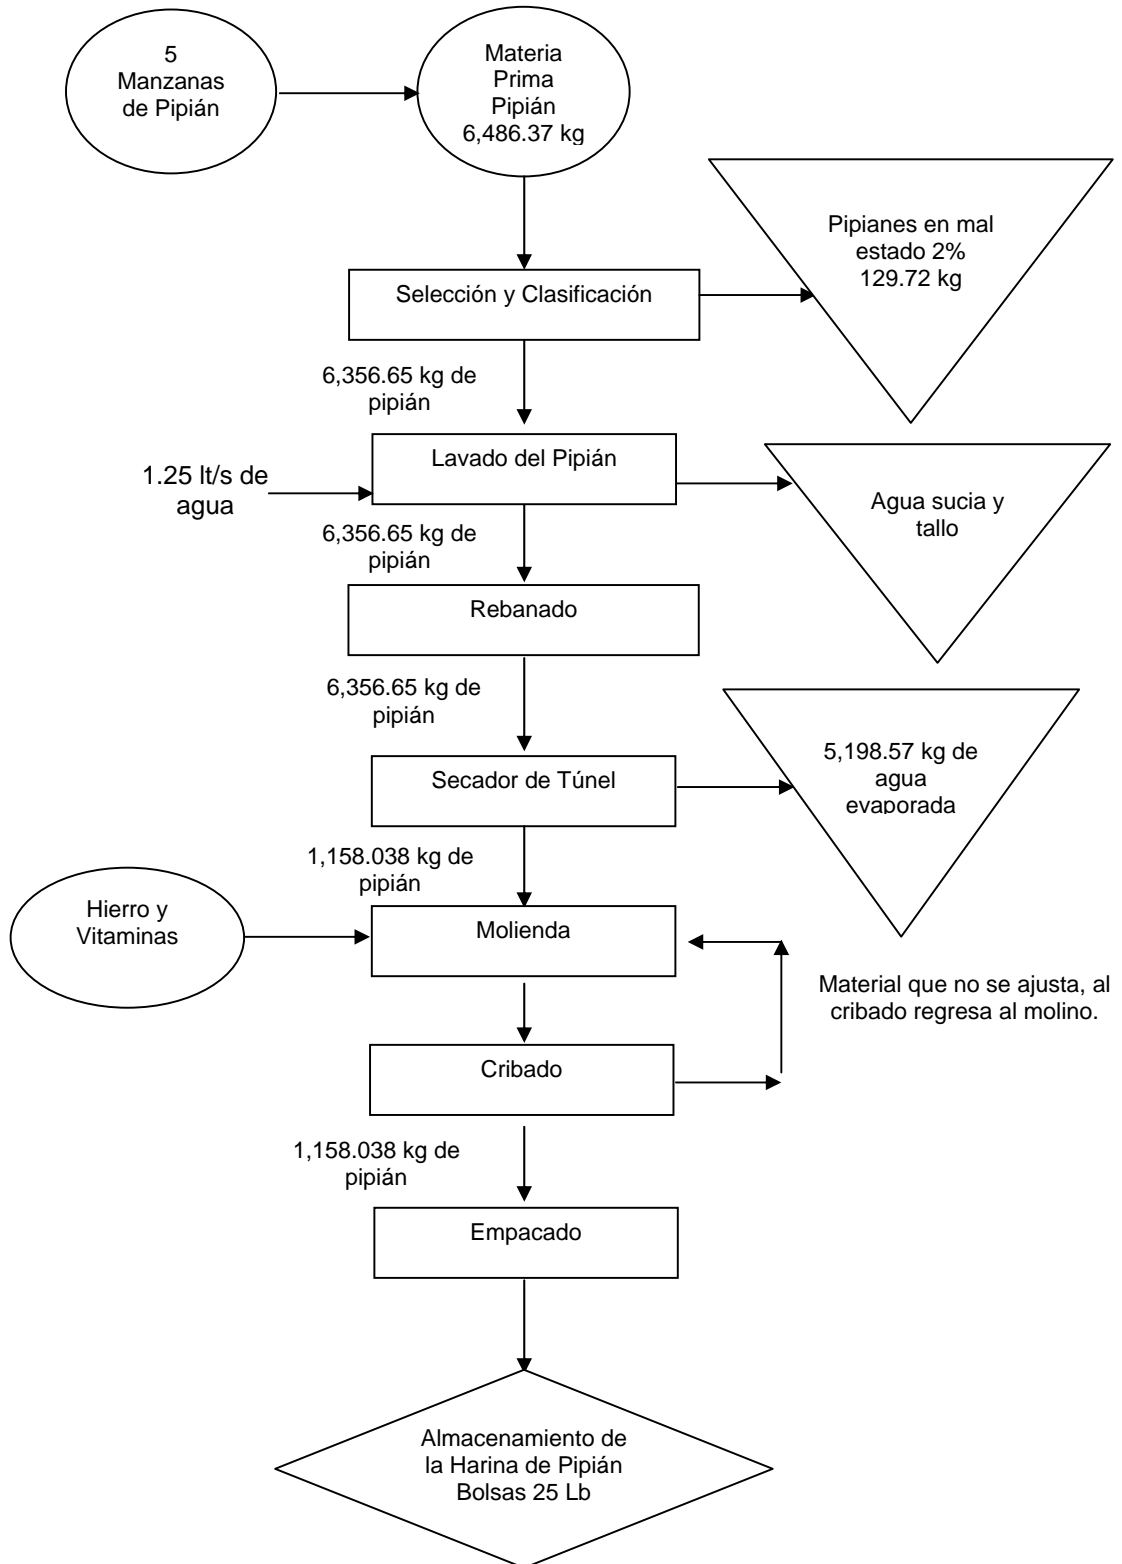 5
Manzanas
de Pipián
Materia
Prima
Pipián
6,486.37 kg
Pipianes en mal
estado 2%
129.72 kg
Selección y Clasificación
6,356.65 kg de
pipián
Lavado del Pipián
1.25 lt/s de
agua
Agua sucia y
tallo
6,356.65 kg de
pipián
Rebanado
6,356.65 kg de
pipián
Secador de Túnel
5,198.57 kg de
agua
evaporada
1,158.038 kg de
pipián
Hierro y
Vitaminas
Molienda
Material que no se ajusta, al
cribado regresa al molino.
Cribado
1,158.038 kg de
pipián
Empacado
Almacenamiento de
la Harina de Pipián
Bolsas 25 Lb